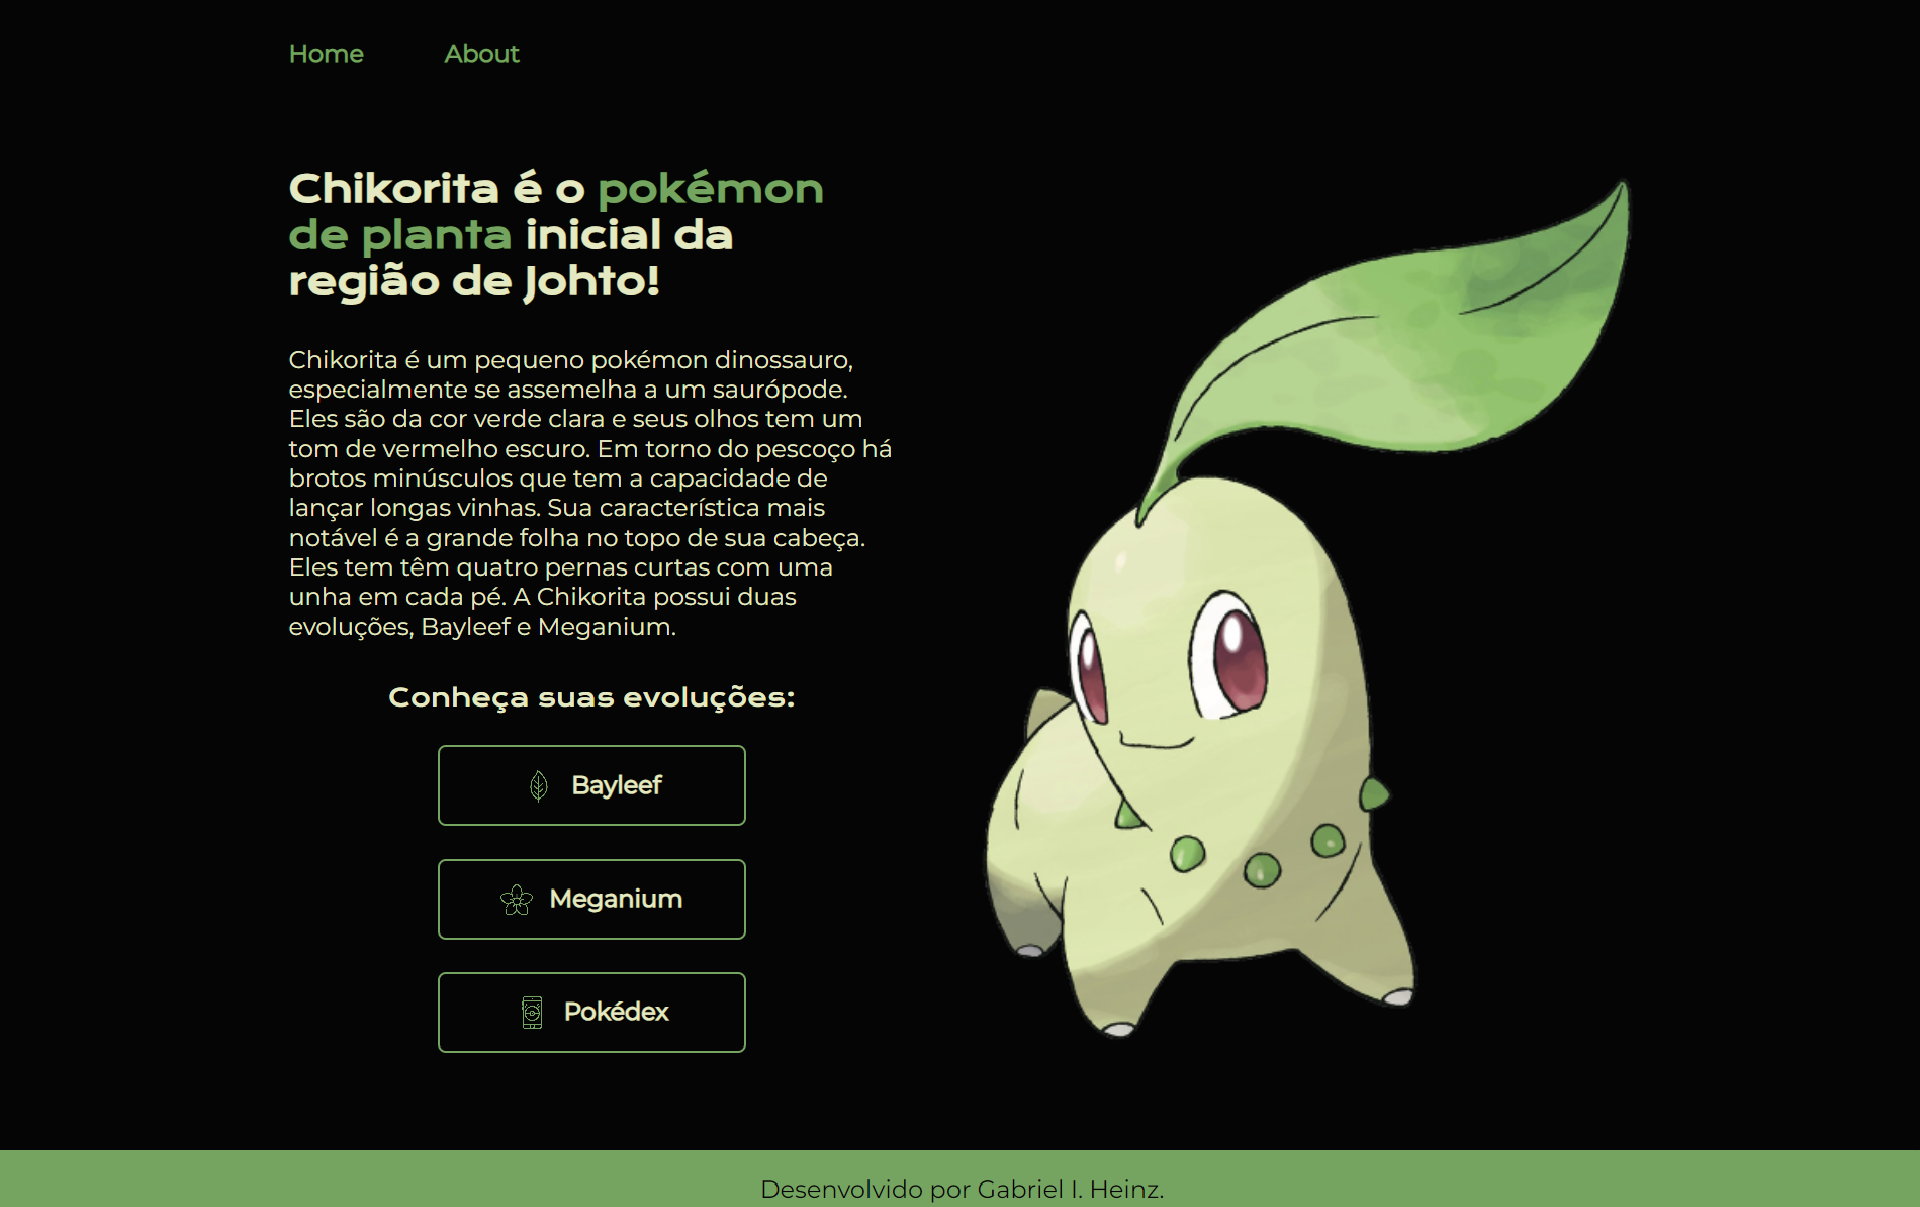 Home About
Chikorita é o pokémon
de planta inicial da
região de Johto!
Chikorita é um pequeno pokémon dinossauro,
especialmente se assemelha a um saurópode.
Eles são da cor verde clara e seus olhos tem um
tom de vermelho escuro. Em torno do pescoço há
brotos minúsculos que tem a capacidade de
lançar longas vinhas. Sua característica mais
notável é a grande folha no topo de sua cabeça.
Eles tem têm quatro pernas curtas com uma
unha em cada pé. A Chikorita possui duas
evoluções, Bayleef e Meganium.
Conheça suas evoluções:
Bayleef
Meganium
Pokédex
Desenvolvido por Gabriel I. Heinz.